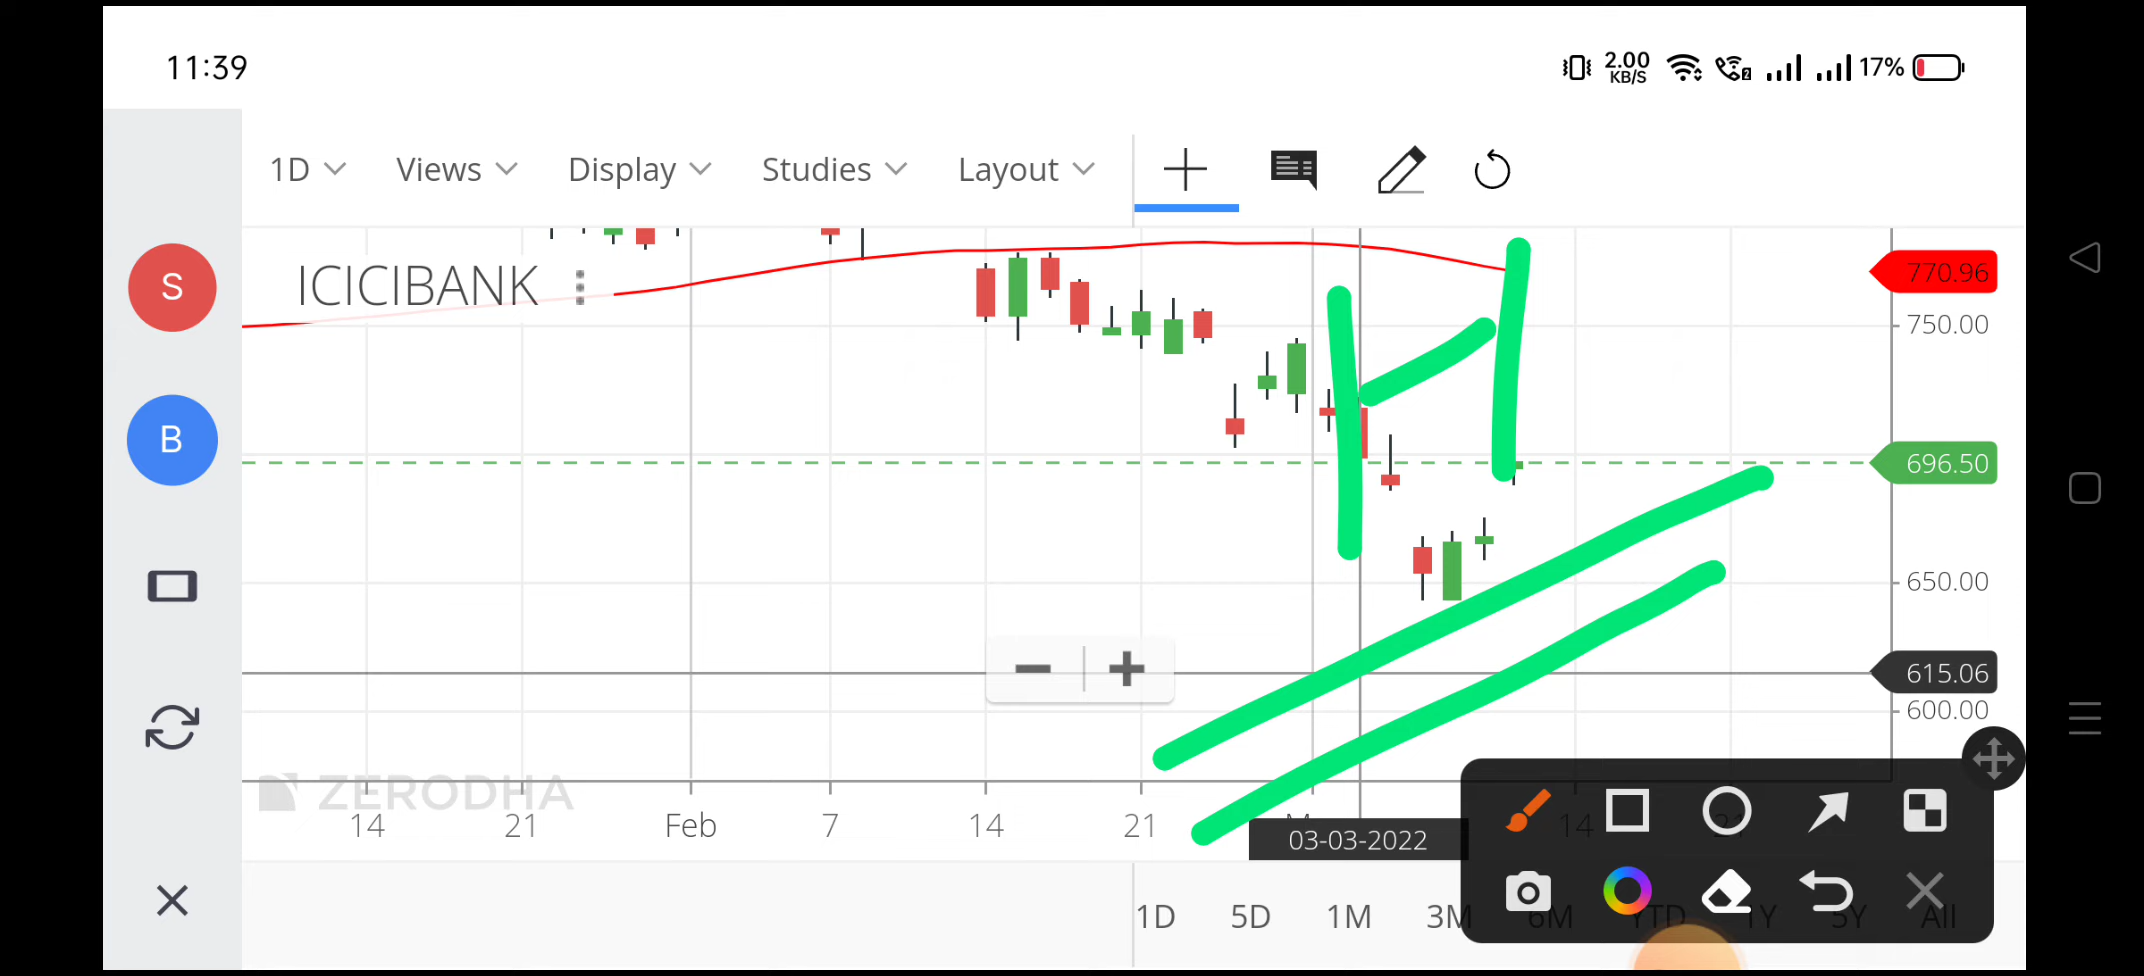 11:39
2.00 KB/S 2 17%
1D Views Display Studies Layout
S
ICICIBANK
770.96
750.00
B
696.50
650.00
615.06
600.00
ZERODHA
14 21 Feb 7 14 21 M 14 21
03-03-2022
1D 5D 1M 3M 6M YTD 1Y 5Y All